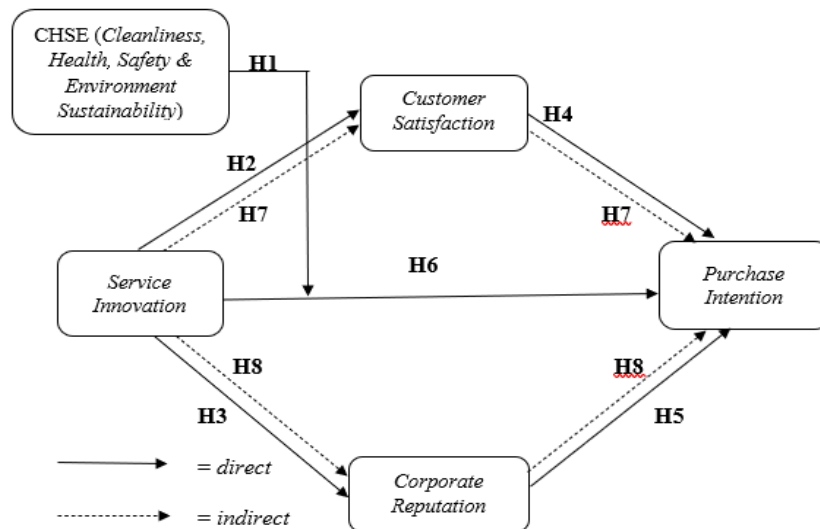 CHSE (Cleanliness,
Health, Safety &
Environment
Sustainability)
H1
Customer
Satisfaction
H4
H2
H7
H7
H6
Service
Innovation
Purchase
Intention
H8
H8
H3
H5
= direct
Corporate
Reputation
= indirect